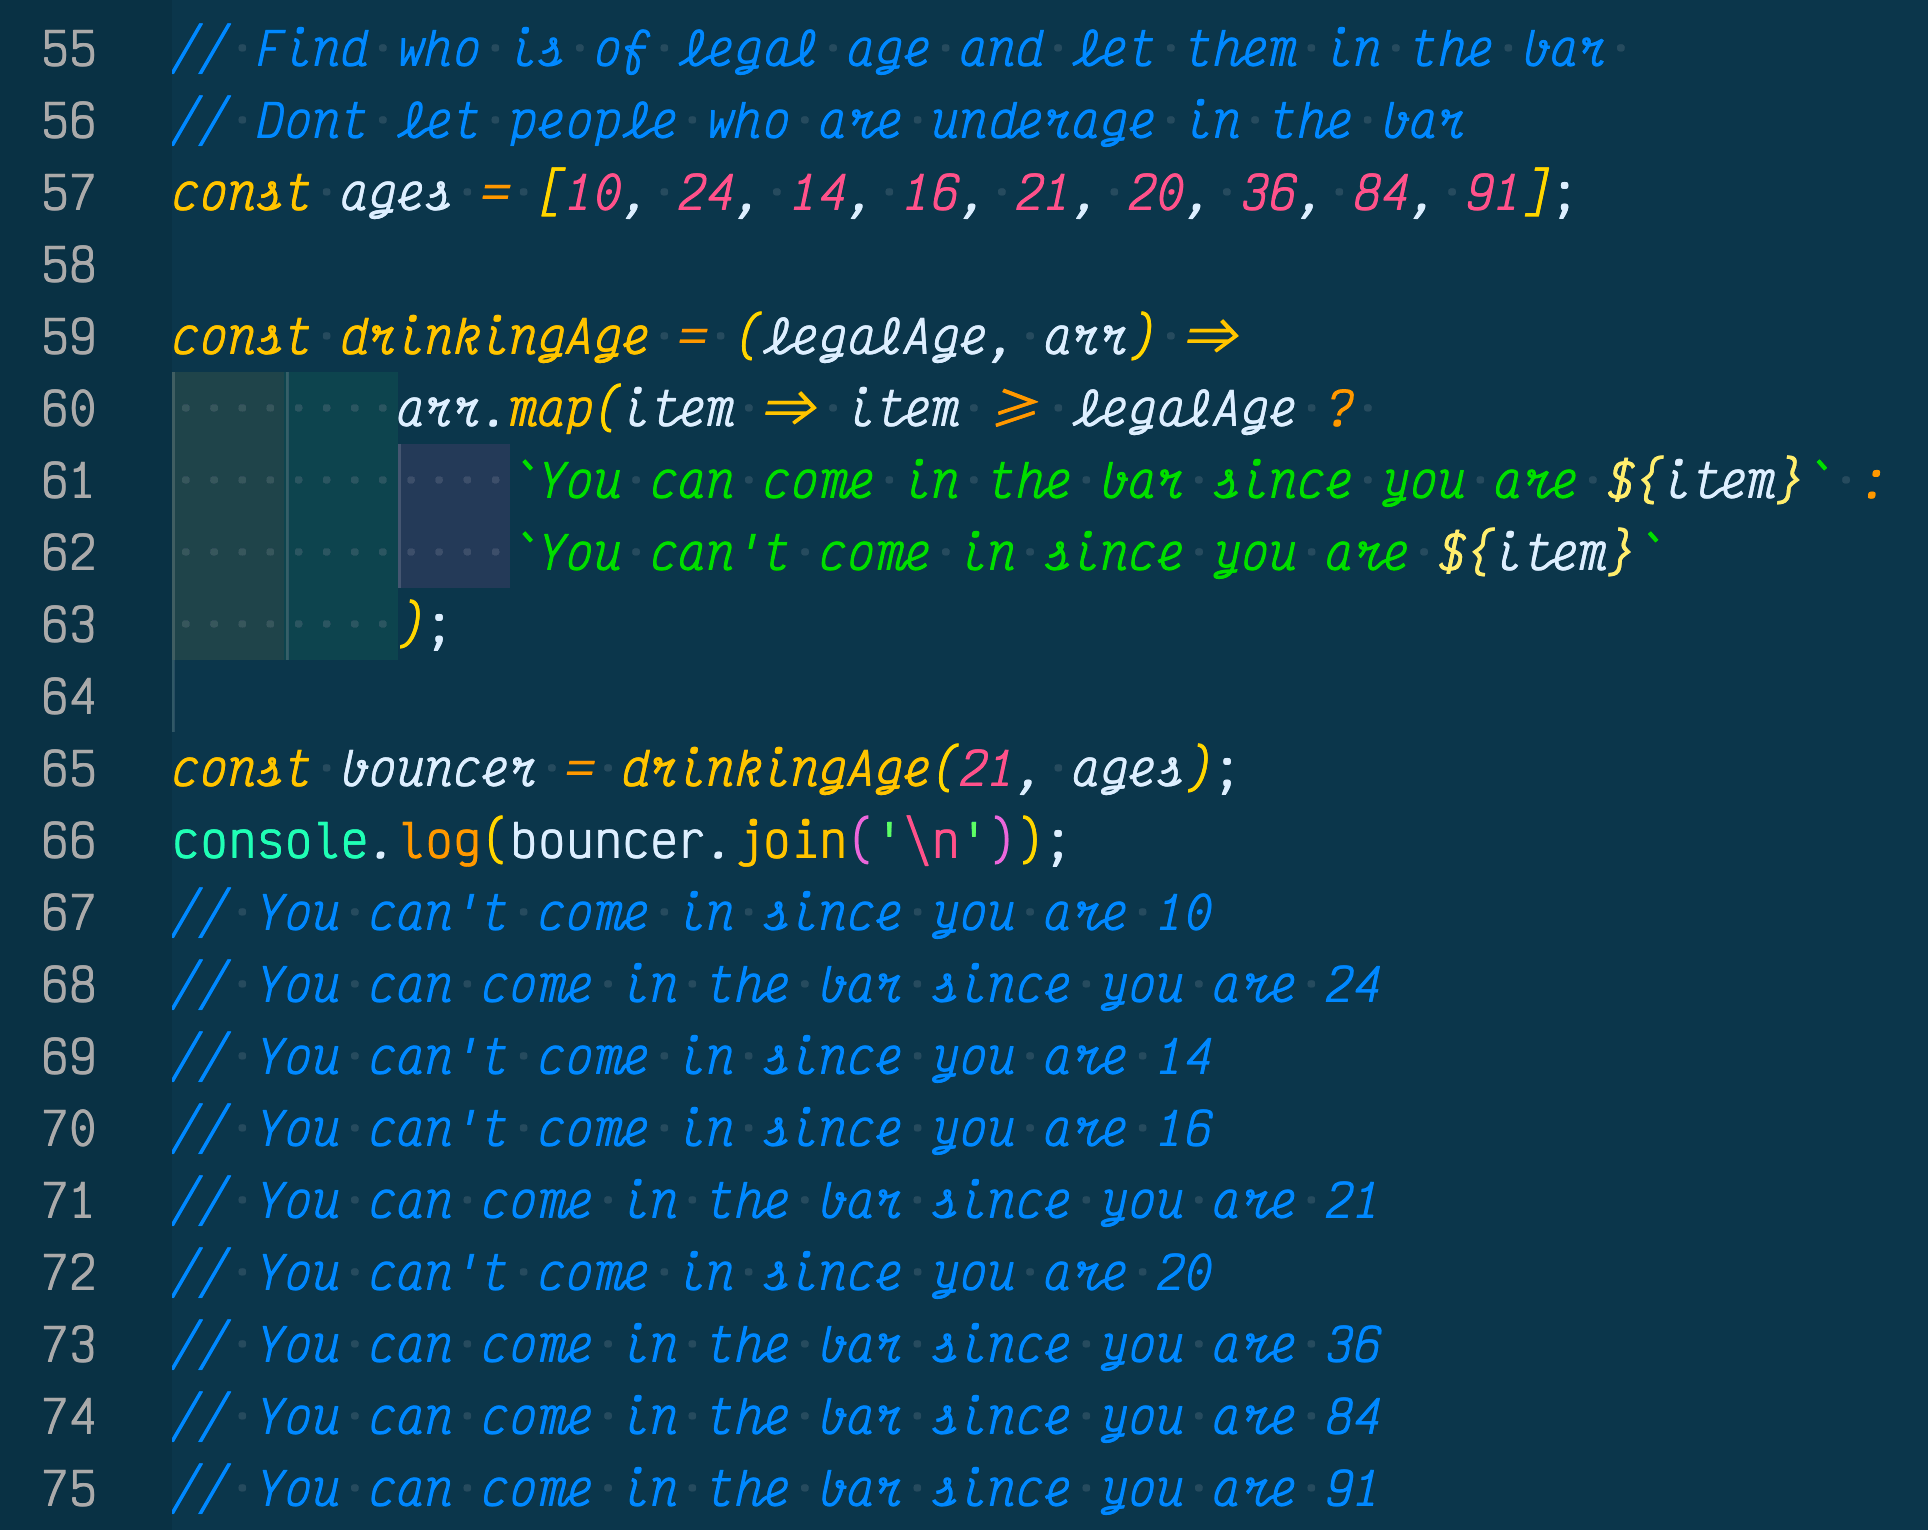 55 // Find who is of legal age and let them in the bar
56 // Dont let people who are underage in the bar
57 const ages = [10, 24, 14, 16, 21, 20, 36, 84, 91];
58
59 const drinkingAge = (legalAge, arr) =>
60         arr.map(item => item >= legalAge ?
61             `You can come in the bar since you are ${item}` :
62             `You can't come in since you are ${item}`
63         );
64
65 const bouncer = drinkingAge(21, ages);
66 console.log(bouncer.join('\n'));
67 // You can't come in since you are 10
68 // You can come in the bar since you are 24
69 // You can't come in since you are 14
70 // You can't come in since you are 16
71 // You can come in the bar since you are 21
72 // You can't come in since you are 20
73 // You can come in the bar since you are 36
74 // You can come in the bar since you are 84
75 // You can come in the bar since you are 91